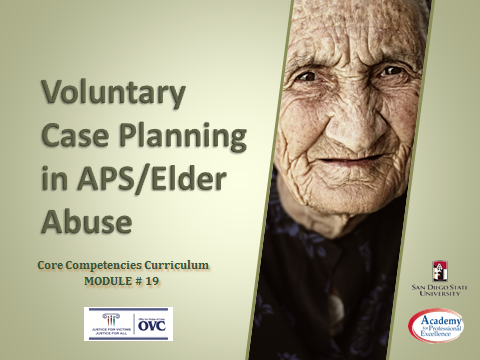 Voluntary
Case Planning
in APS/Elder
Abuse
Core Competencies Curriculum
MODULE # 19
JUSTICE FOR VICTIMS
JUSTICE FOR ALL
OVC
SAN DIEGO STATE
UNIVERSITY
Academy
for Professional
Excellence